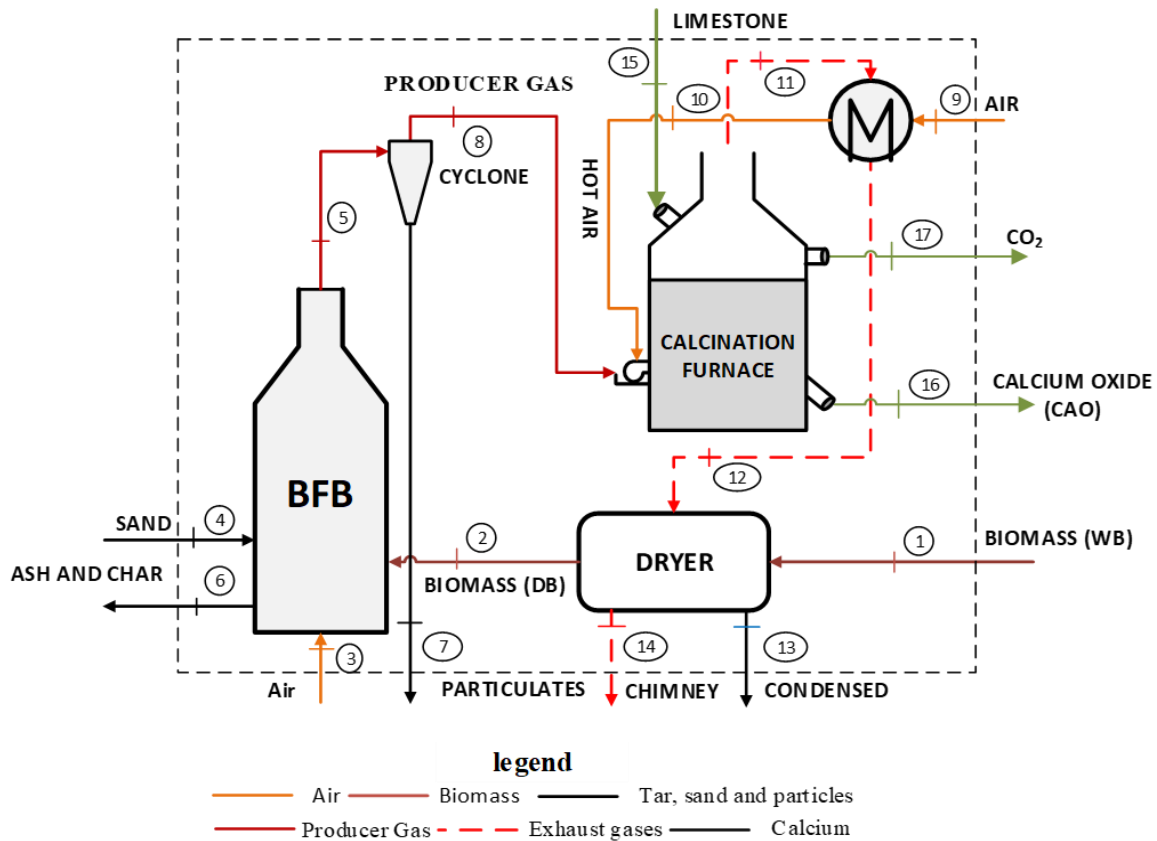 LIMESTONE
15
11
PRODUCER GAS
10
9
AIR
8
CYCLONE
HOT AIR
5
17
CO₂
CALCINATION
FURNACE
16
CALCIUM OXIDE
(CAO)
12
BFB
SAND
4
2
DRYER
1
BIOMASS (WB)
ASH AND CHAR
6
BIOMASS (DB)
3
7
14
13
Air
PARTICULATES
CHIMNEY
CONDENSED
legend
Air
Biomass
Tar, sand and particles
Producer Gas
Exhaust gases
Calcium